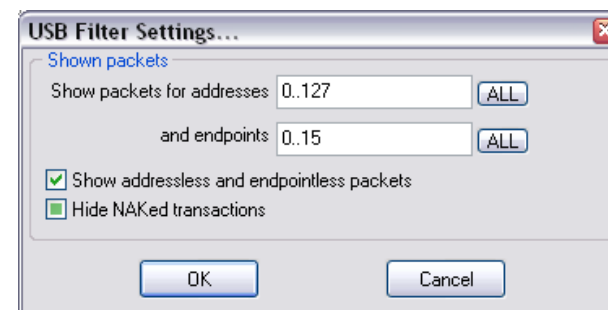 USB Filter Settings...
Shown packets
Show packets for addresses 0..127 ALL
and endpoints 0..15 ALL
Show addressless and endpointless packets
Hide NAKed transactions
OK Cancel